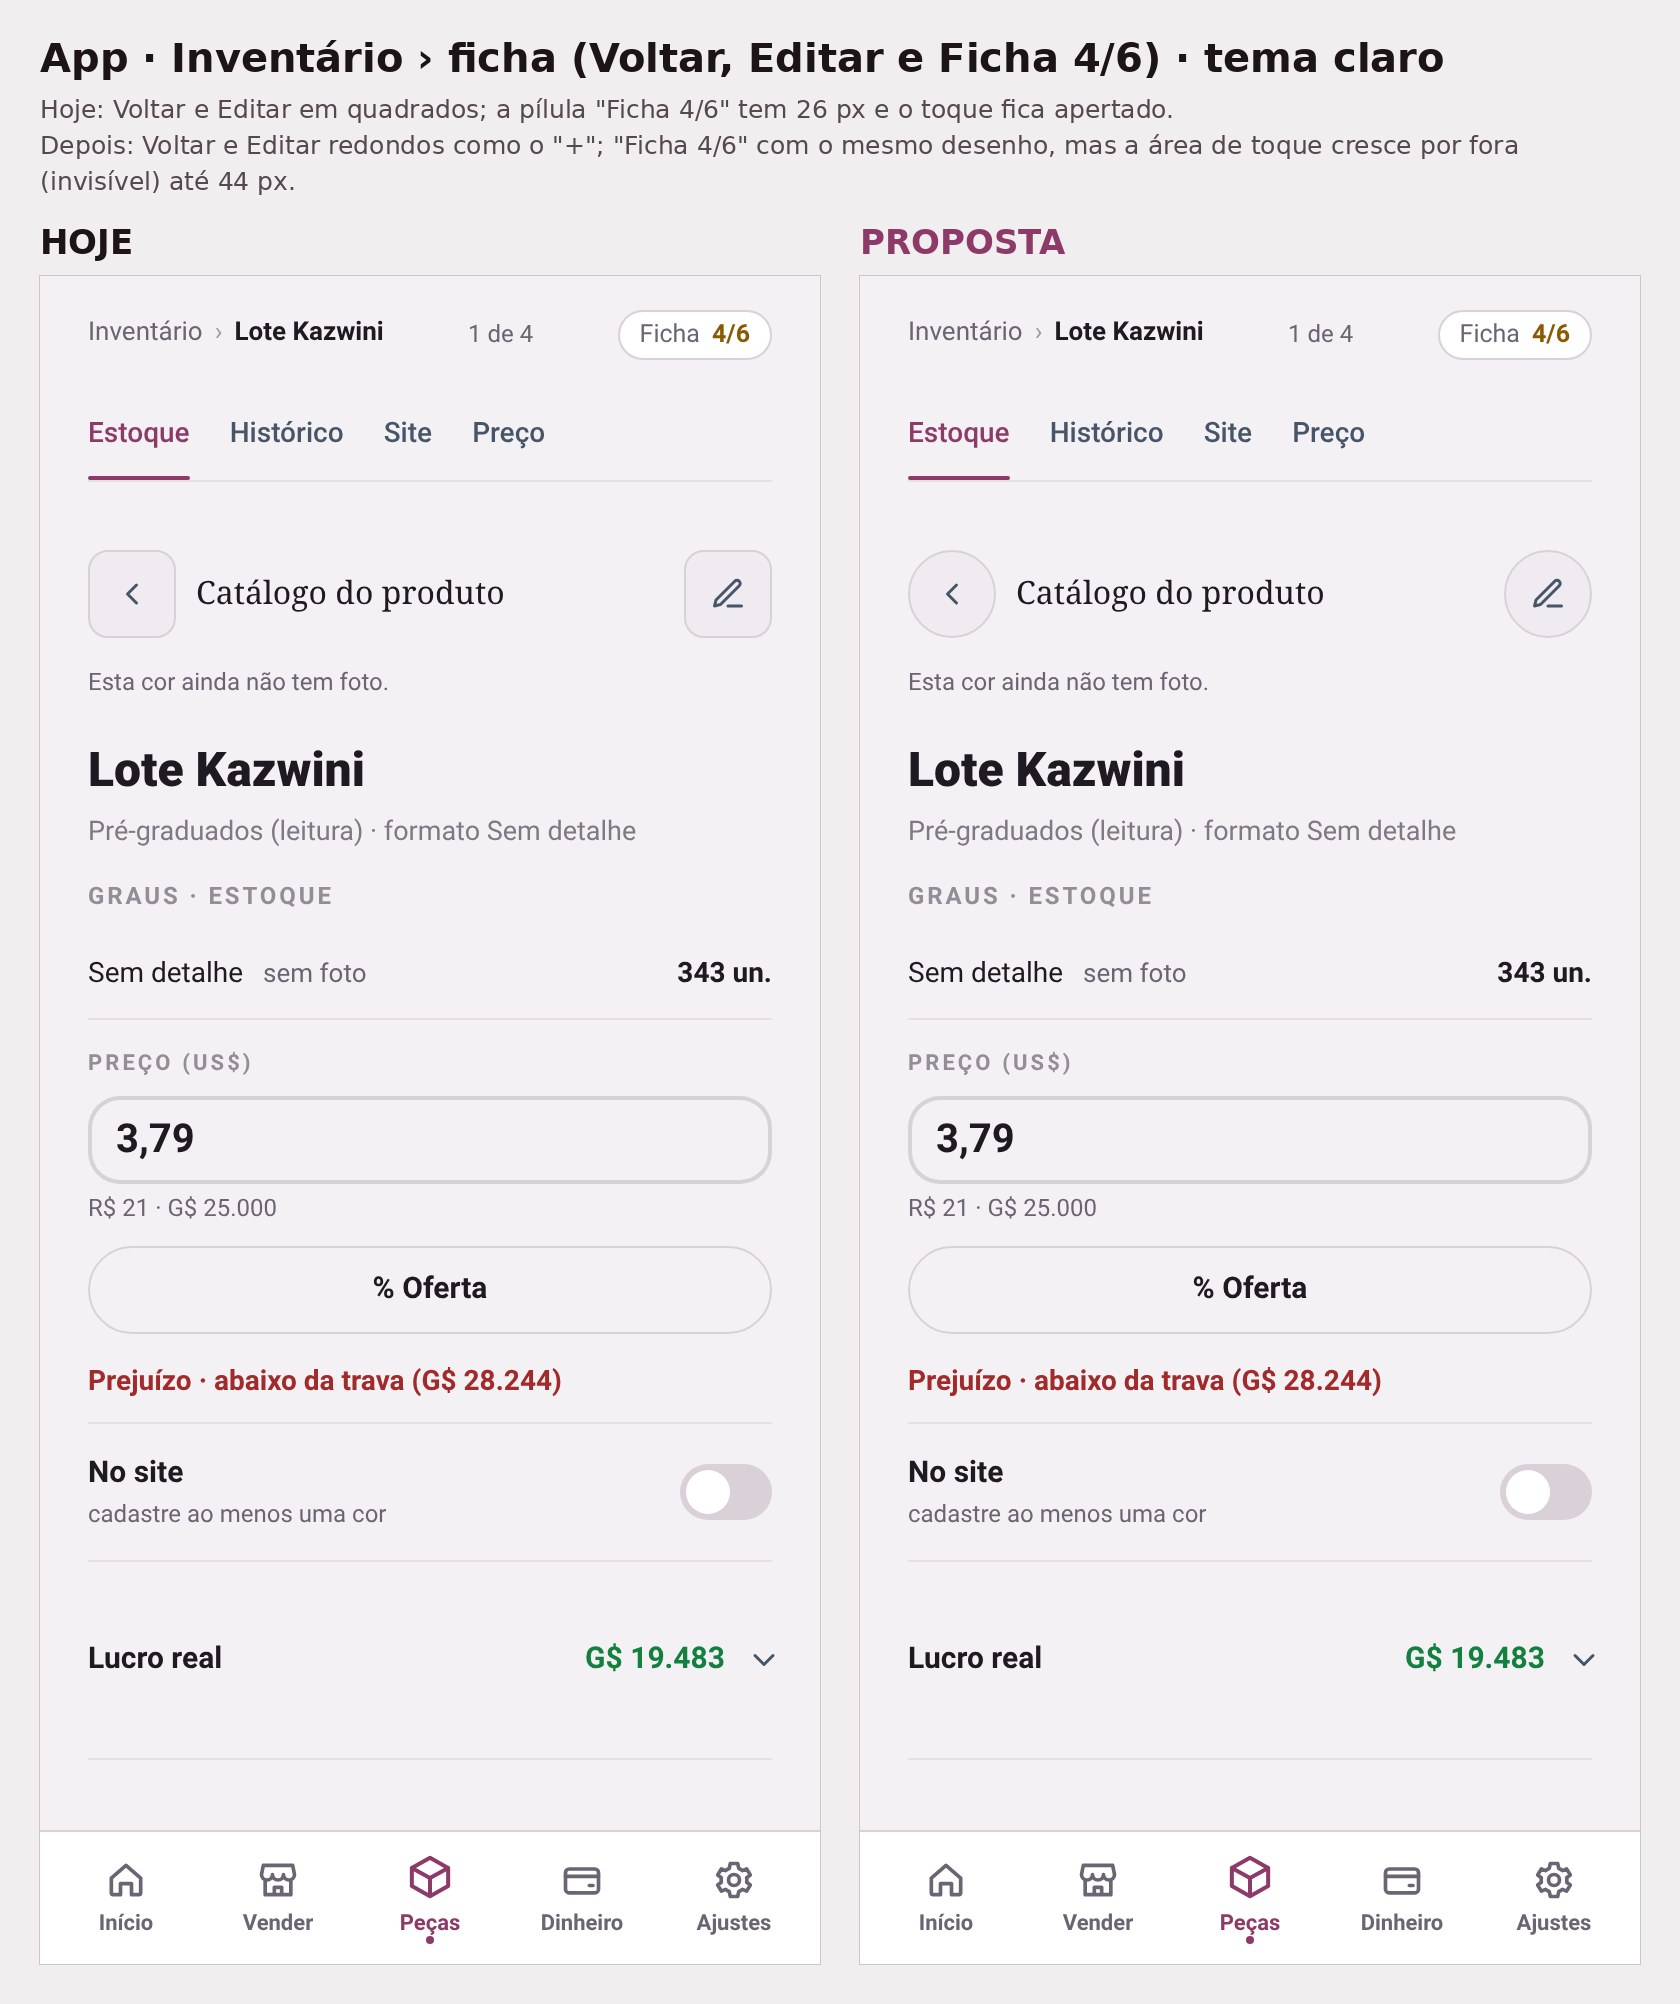 App · Inventário › ficha (Voltar, Editar e Ficha 4/6) · tema claro
Hoje: Voltar e Editar em quadrados; a pílula "Ficha 4/6" tem 26 px e o toque fica apertado.
Depois: Voltar e Editar redondos como o "+"; "Ficha 4/6" com o mesmo desenho, mas a área de toque cresce por fora
(invisível) até 44 px.
HOJE
Inventário › Lote Kazwini 1 de 4 Ficha 4/6
Estoque Histórico Site Preço
Catálogo do produto
Esta cor ainda não tem foto.
Lote Kazwini
Pré-graduados (leitura) · formato Sem detalhe
GRAUS · ESTOQUE
Sem detalhe sem foto 343 un.
PREÇO (US$)
3,79
R$ 21 · G$ 25.000
% Oferta
Prejuízo · abaixo da trava (G$ 28.244)
No site
cadastre ao menos uma cor
Lucro real G$ 19.483
Início Vender Peças Dinheiro Ajustes
PROPOSTA
Inventário › Lote Kazwini 1 de 4 Ficha 4/6
Estoque Histórico Site Preço
Catálogo do produto
Esta cor ainda não tem foto.
Lote Kazwini
Pré-graduados (leitura) · formato Sem detalhe
GRAUS · ESTOQUE
Sem detalhe sem foto 343 un.
PREÇO (US$)
3,79
R$ 21 · G$ 25.000
% Oferta
Prejuízo · abaixo da trava (G$ 28.244)
No site
cadastre ao menos uma cor
Lucro real G$ 19.483
Início Vender Peças Dinheiro Ajustes